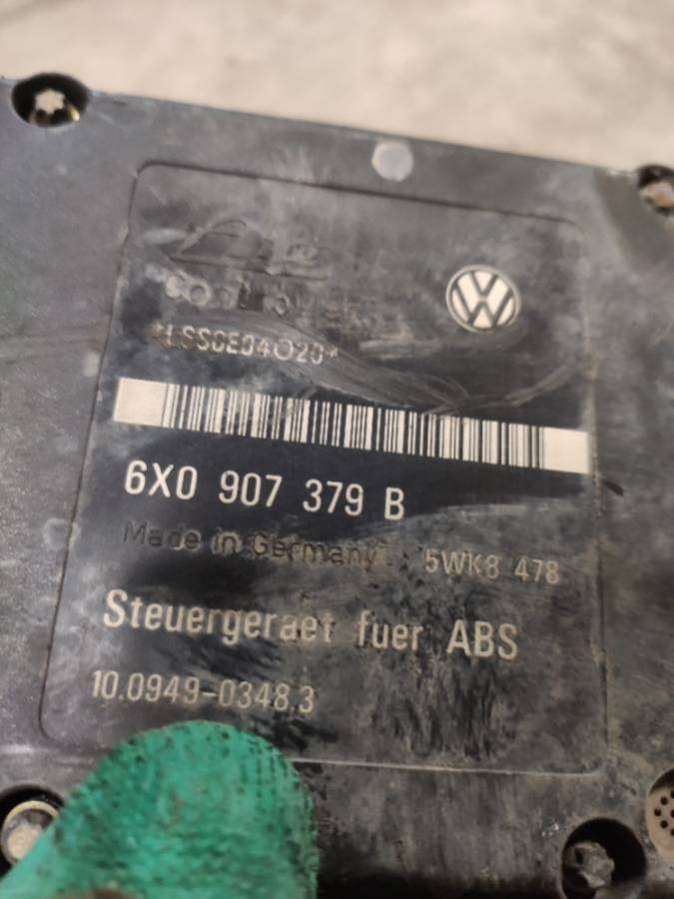 6X0 907 379 B
Made in Germany 5WK8 478
Steuergeraet fuer ABS
10.0949-0348.3